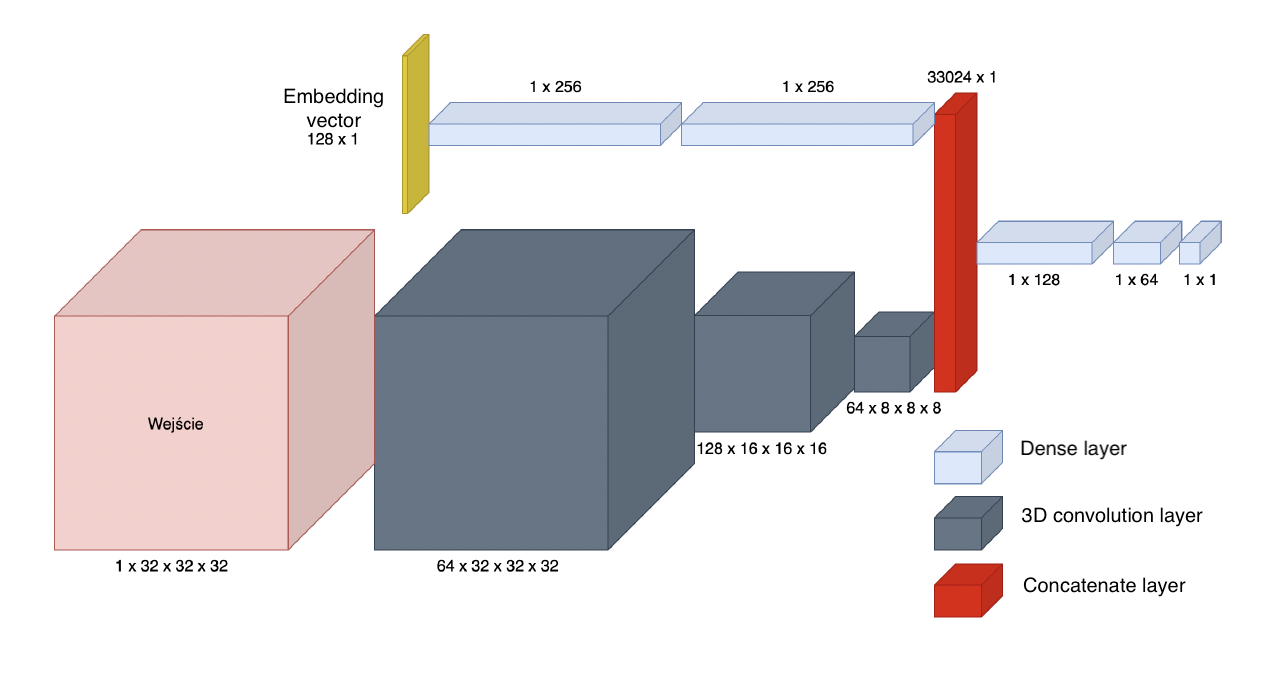 33024 x 1
1 x 256
1 x 256
Embedding
vector
128 x 1
1 x 128
1 x 64
1 x 1
Wejście
64 x 8 x 8 x 8
128 x 16 x 16 x 16
1 x 32 x 32 x 32
64 x 32 x 32 x 32
Dense layer
3D convolution layer
Concatenate layer